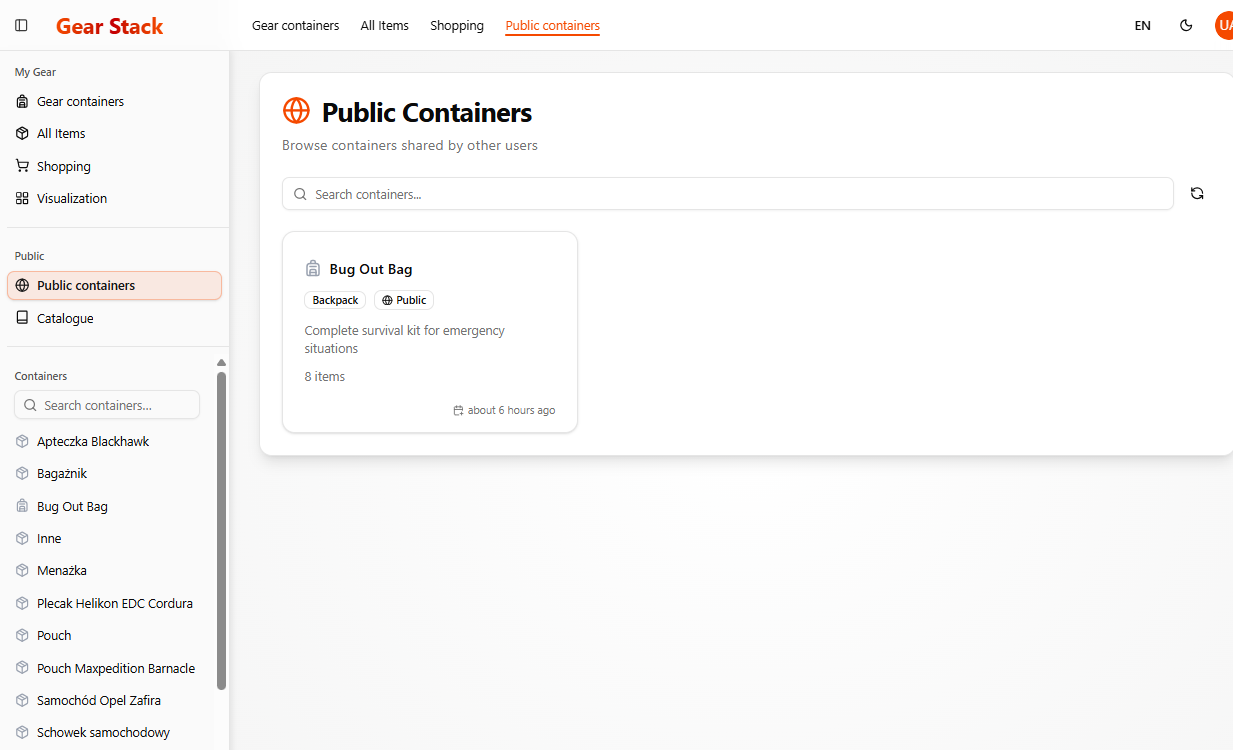 Gear Stack
Gear containers
All Items
Shopping
Public containers
EN
My Gear
Gear containers
All Items
Shopping
Visualization
Public
Public containers
Catalogue
Containers
Search containers...
Apteczka Blackhawk
Bagażnik
Bug Out Bag
Inne
Menażka
Plecak Helikon EDC Cordura
Pouch
Pouch Maxpedition Barnacle
Samochód Opel Zafira
Schowek samochodowy
Public Containers
Browse containers shared by other users
Search containers...
Bug Out Bag
Backpack
Public
Complete survival kit for emergency
situations
8 items
about 6 hours ago